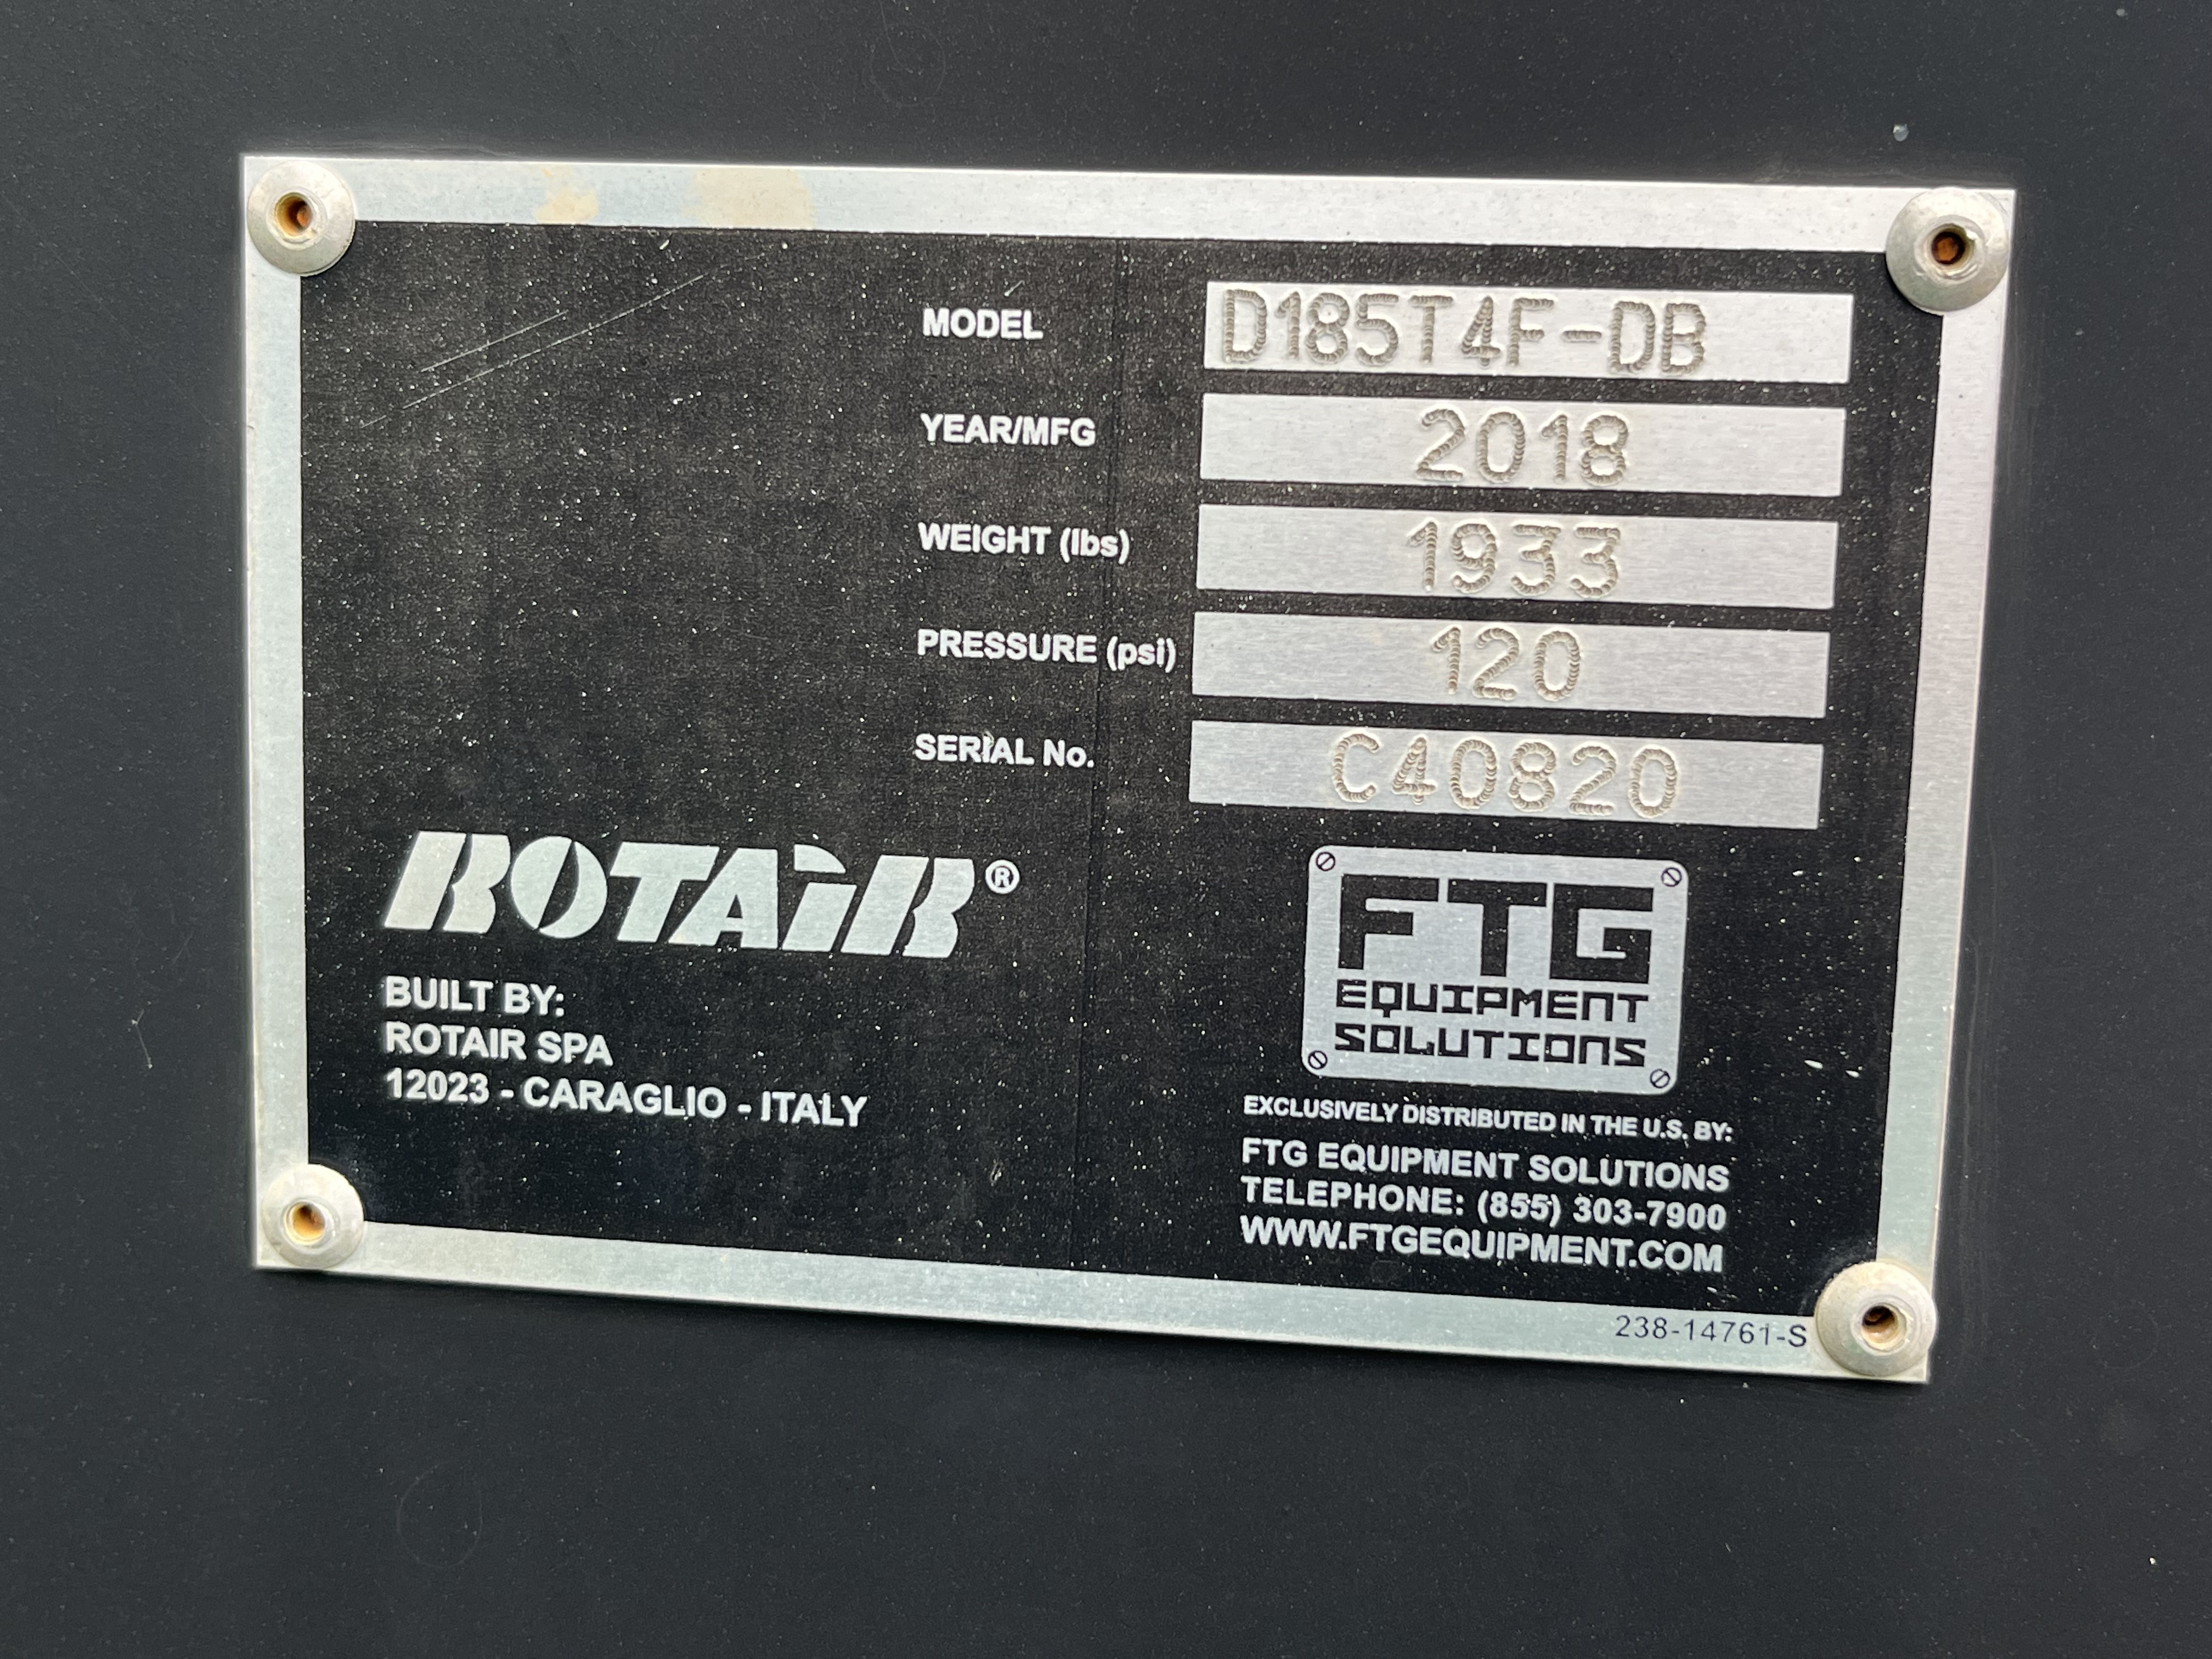 MODEL D185T4F-DB
YEAR/MFG 2018
WEIGHT (lbs) 1933
PRESSURE (psi) 120
SERIAL No. C40820
ROTAIR®
BUILT BY:
ROTAIR SPA
12023 - CARAGLIO - ITALY
FTG
EQUIPMENT
SOLUTIONS
EXCLUSIVELY DISTRIBUTED IN THE U.S. BY:
FTG EQUIPMENT SOLUTIONS
TELEPHONE: (855) 303-7900
WWW.FTGEQUIPMENT.COM
238-14761-S